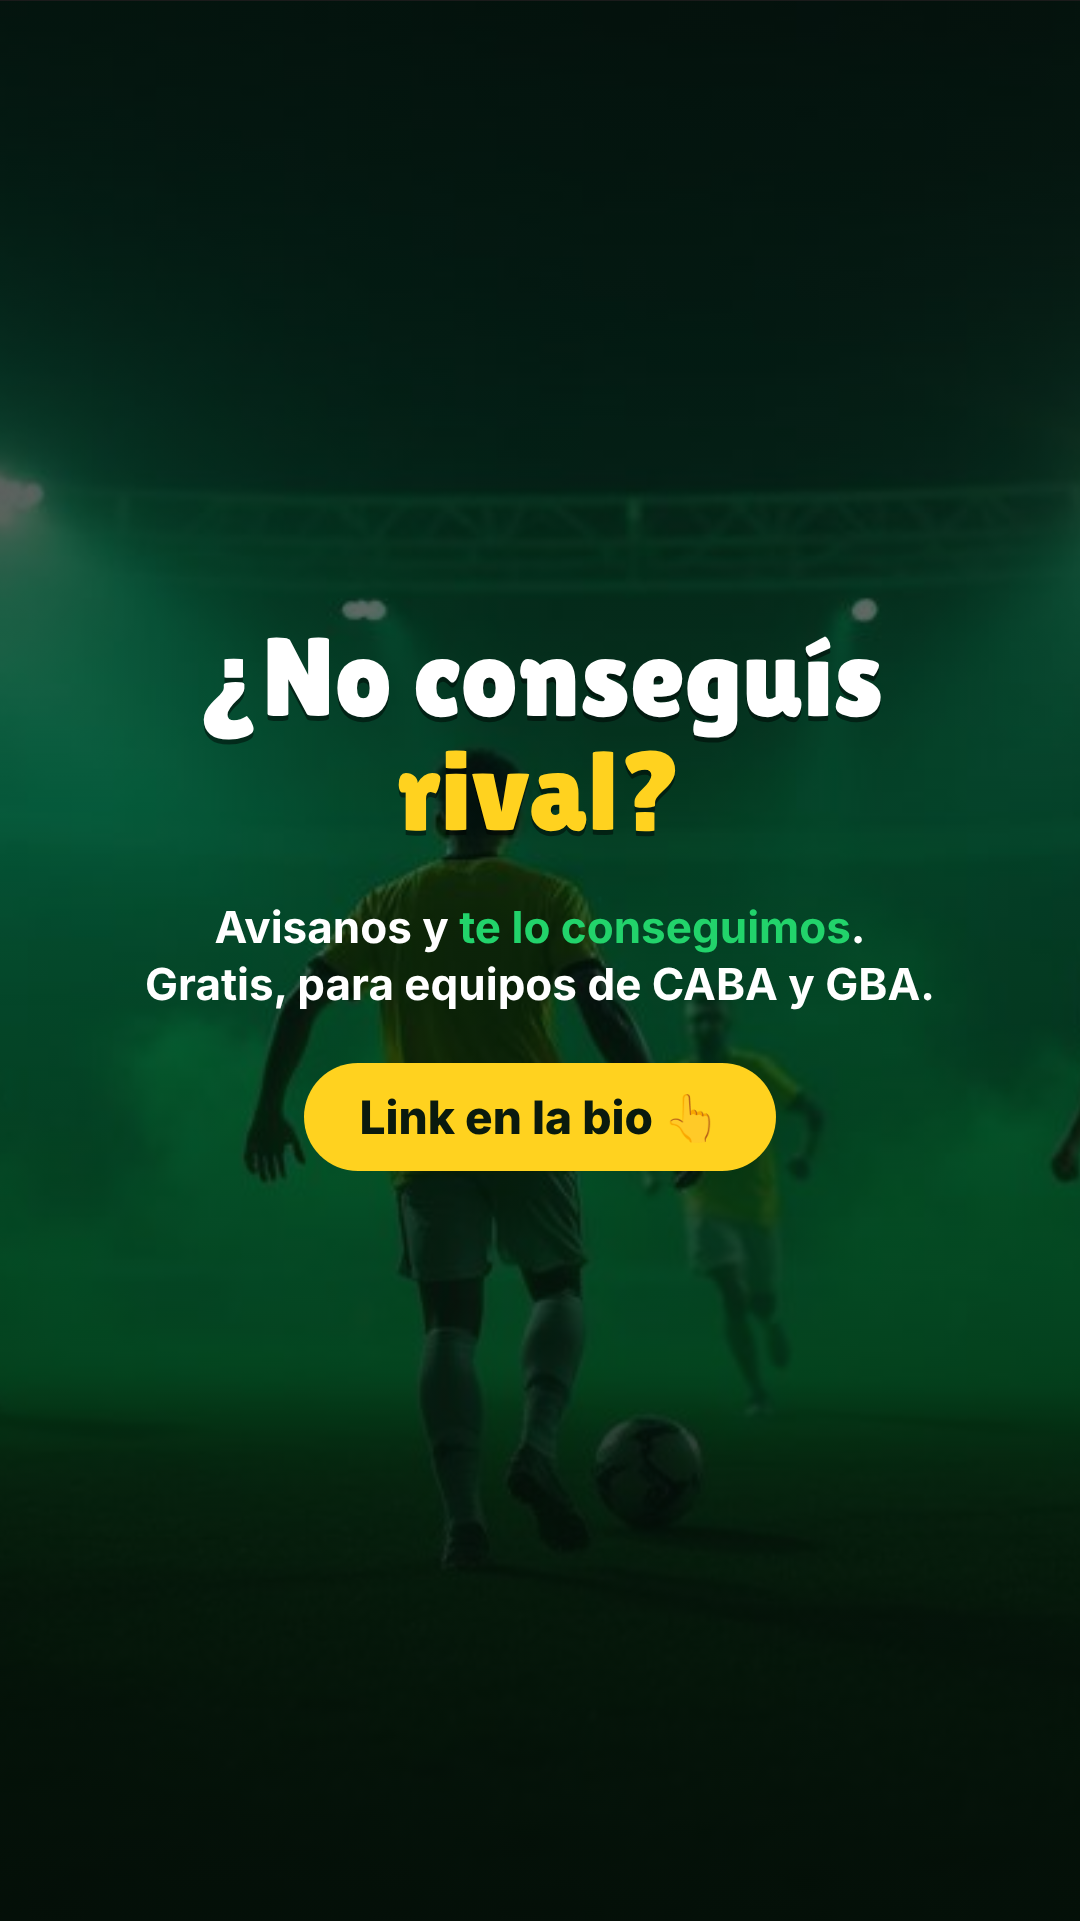 ¿No conseguís
rival?
Avisanos y te lo conseguimos.
Gratis, para equipos de CABA y GBA.
Link en la bio 👆